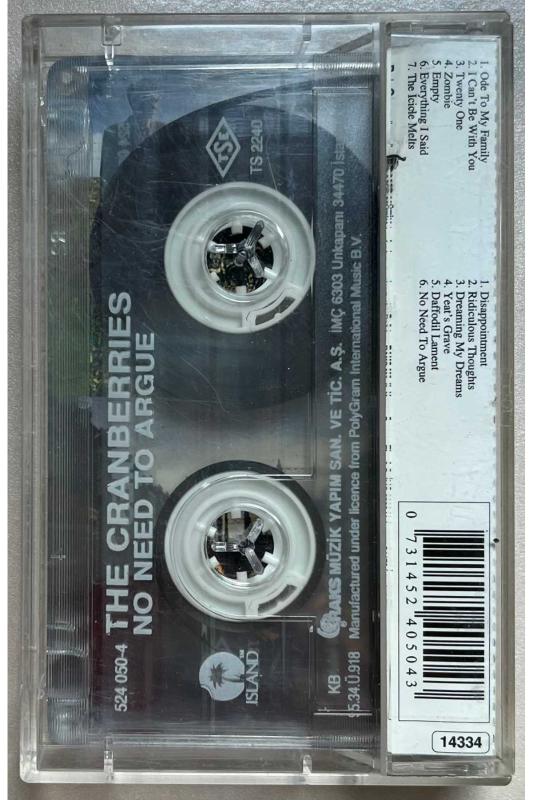 1. Ode To My Family
2. I Can't Be With You
3. Twenty One
4. Zombie
5. Empty
6. Everything I Said
7. The Icicle Melts
1. Disappointment
2. Ridiculous Thoughts
3. Dreaming My Dreams
4. Yeat's Grave
5. Daffodil Lament
6. No Need To Argue
0 731452 405043
14334
524 050-4
THE CRANBERRIES
NO NEED TO ARGUE
TSE
TS 2240
ISLAND™
KB
95.34.Ü.918
RAKS MÜZİK YAPIM SAN. VE TİC. A.Ş. İMÇ 6303 Unkapanı 34470
Manufactured under licence from PolyGram International Music B.V.